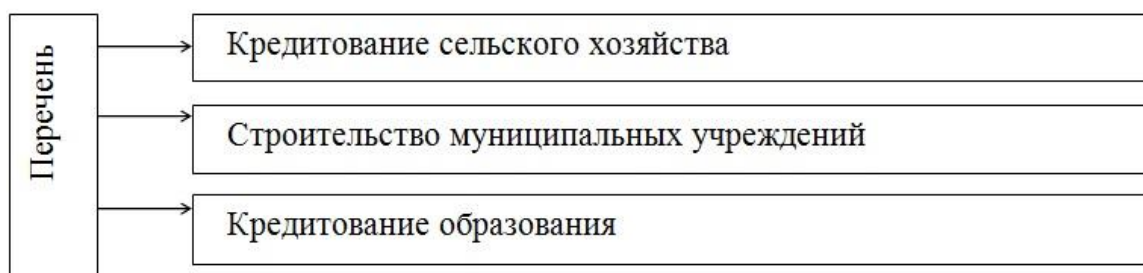 Перечень
Кредитование сельского хозяйства
Строительство муниципальных учреждений
Кредитование образования